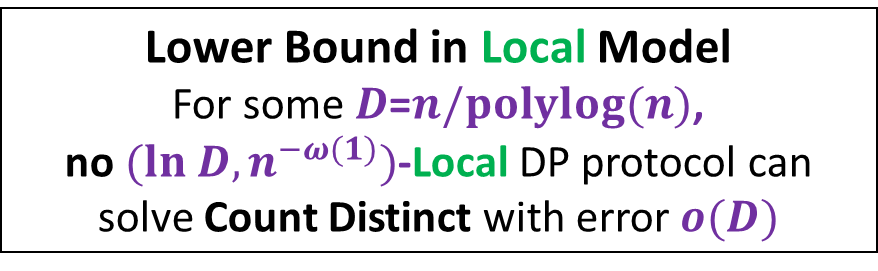 Lower Bound in Local Model
For some D=n/polylog(n),
no (ln D, n^{-ω(1)})-Local DP protocol can
solve Count Distinct with error o(D)